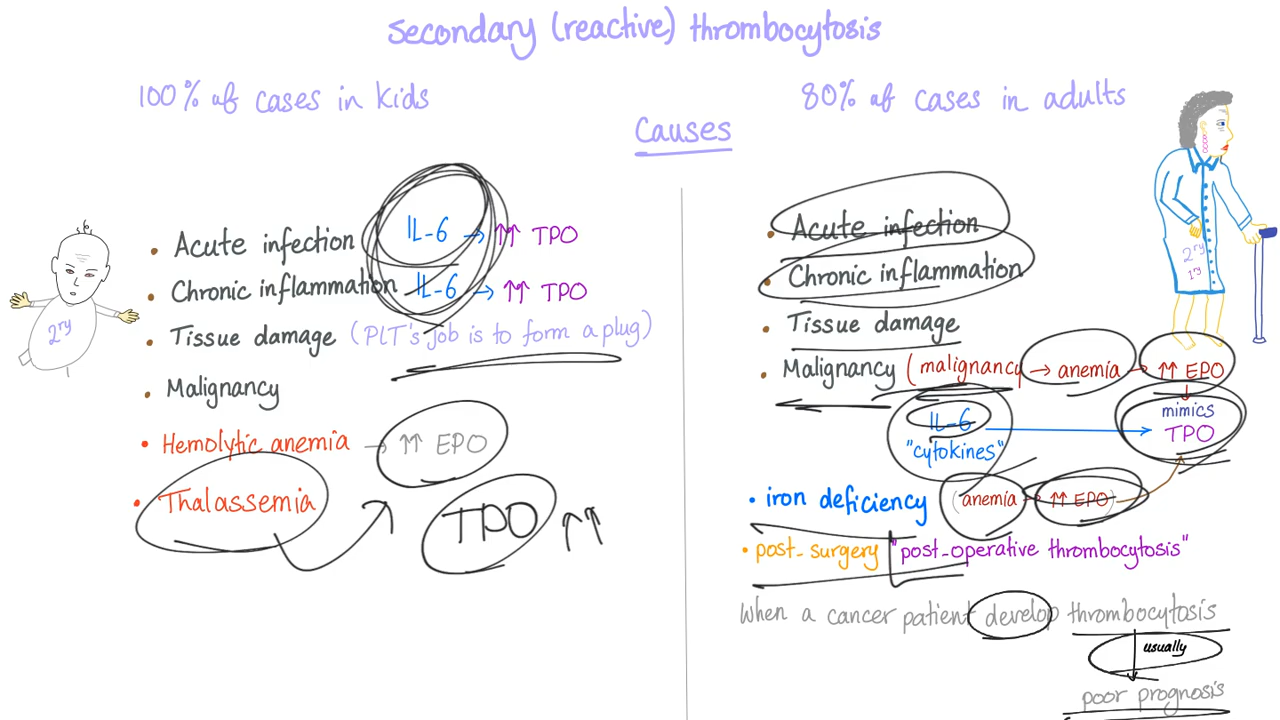 Secondary (reactive) thrombocytosis
100% of cases in kids
80% of cases in adults
Causes
• Acute infection IL-6 → ↑↑ TPO
• Chronic inflammation IL-6 → ↑↑ TPO
• Tissue damage (PLT's job is to form a plug)
• Malignancy
• Hemolytic anemia → ↑↑ EPO
• Thalassemia
TPO ↑↑
2ry
• Acute infection
• Chronic inflammation
• Tissue damage
• Malignancy (malignancy → anemia → ↑↑ EPO
↓
mimics
IL-6 → TPO
"cytokines"
• iron deficiency (anemia → ↑↑ EPO
• post-surgery "post-operative thrombocytosis"
When a cancer patient develop thrombocytosis
↓ usually
poor prognosis
2ry
1ry